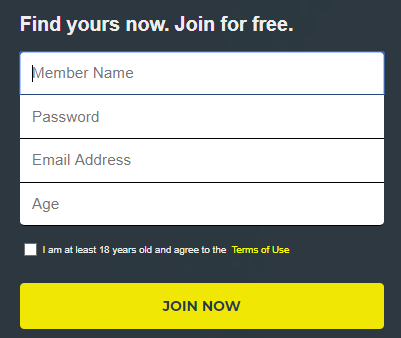 Find yours now. Join for free.
Member Name
Password
Email Address
Age
I am at least 18 years old and agree to the Terms of Use
JOIN NOW